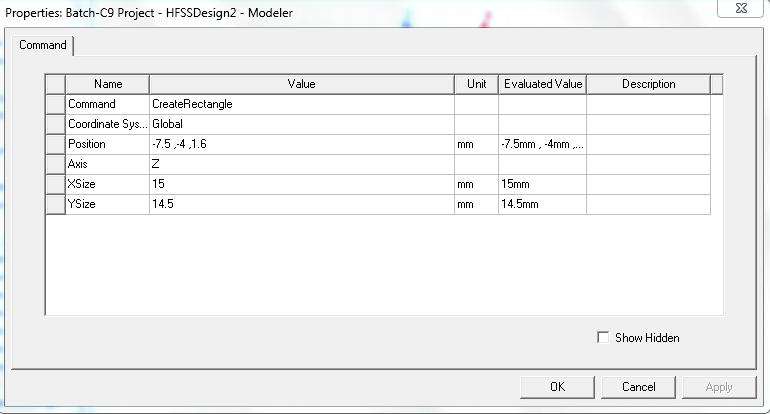 Properties: Batch-C9 Project - HFSSDesign2 - Modeler
Command
Name Value Unit Evaluated Value Description
Command CreateRectangle
Coordinate Sys... Global
Position -7.5 ,-4 ,1.6 mm -7.5mm , -4mm ,...
Axis Z
XSize 15 mm 15mm
YSize 14.5 mm 14.5mm
Show Hidden
OK Cancel Apply